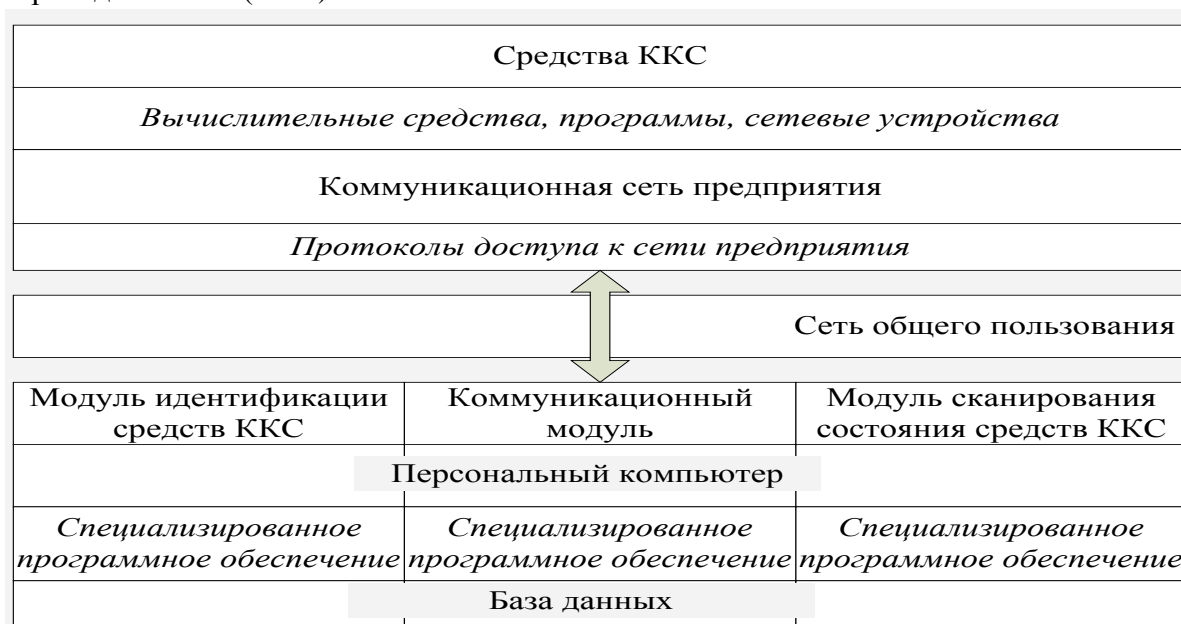 Средства ККС
Вычислительные средства, программы, сетевые устройства
Коммуникационная сеть предприятия
Протоколы доступа к сети предприятия
Сеть общего пользования
Модуль идентификации
средств ККС
Коммуникационный
модуль
Модуль сканирования
состояния средств ККС
Персональный компьютер
Специализированное
программное обеспечение
Специализированное
программное обеспечение
Специализированное
программное обеспечение
База данных